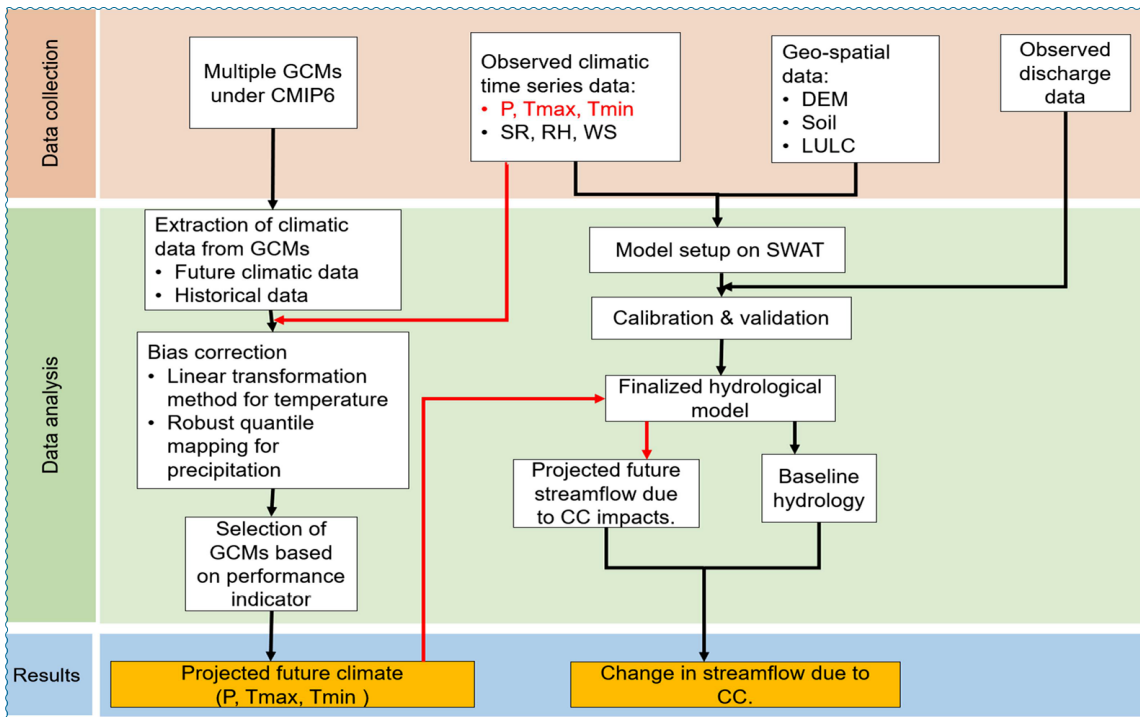 Data collection
Multiple GCMs
under CMIP6
Observed climatic
time series data:
• P, Tmax, Tmin
• SR, RH, WS
Geo-spatial
data:
• DEM
• Soil
• LULC
Observed
discharge
data
Data analysis
Extraction of climatic
data from GCMs
• Future climatic data
• Historical data
Bias correction
• Linear transformation
method for temperature
• Robust quantile
mapping for
precipitation
Selection of
GCMs based
on performance
indicator
Model setup on SWAT
Calibration & validation
Finalized hydrological
model
Projected future
streamflow due
to CC impacts.
Baseline
hydrology
Results
Projected future climate
(P, Tmax, Tmin )
Change in streamflow due to
CC.